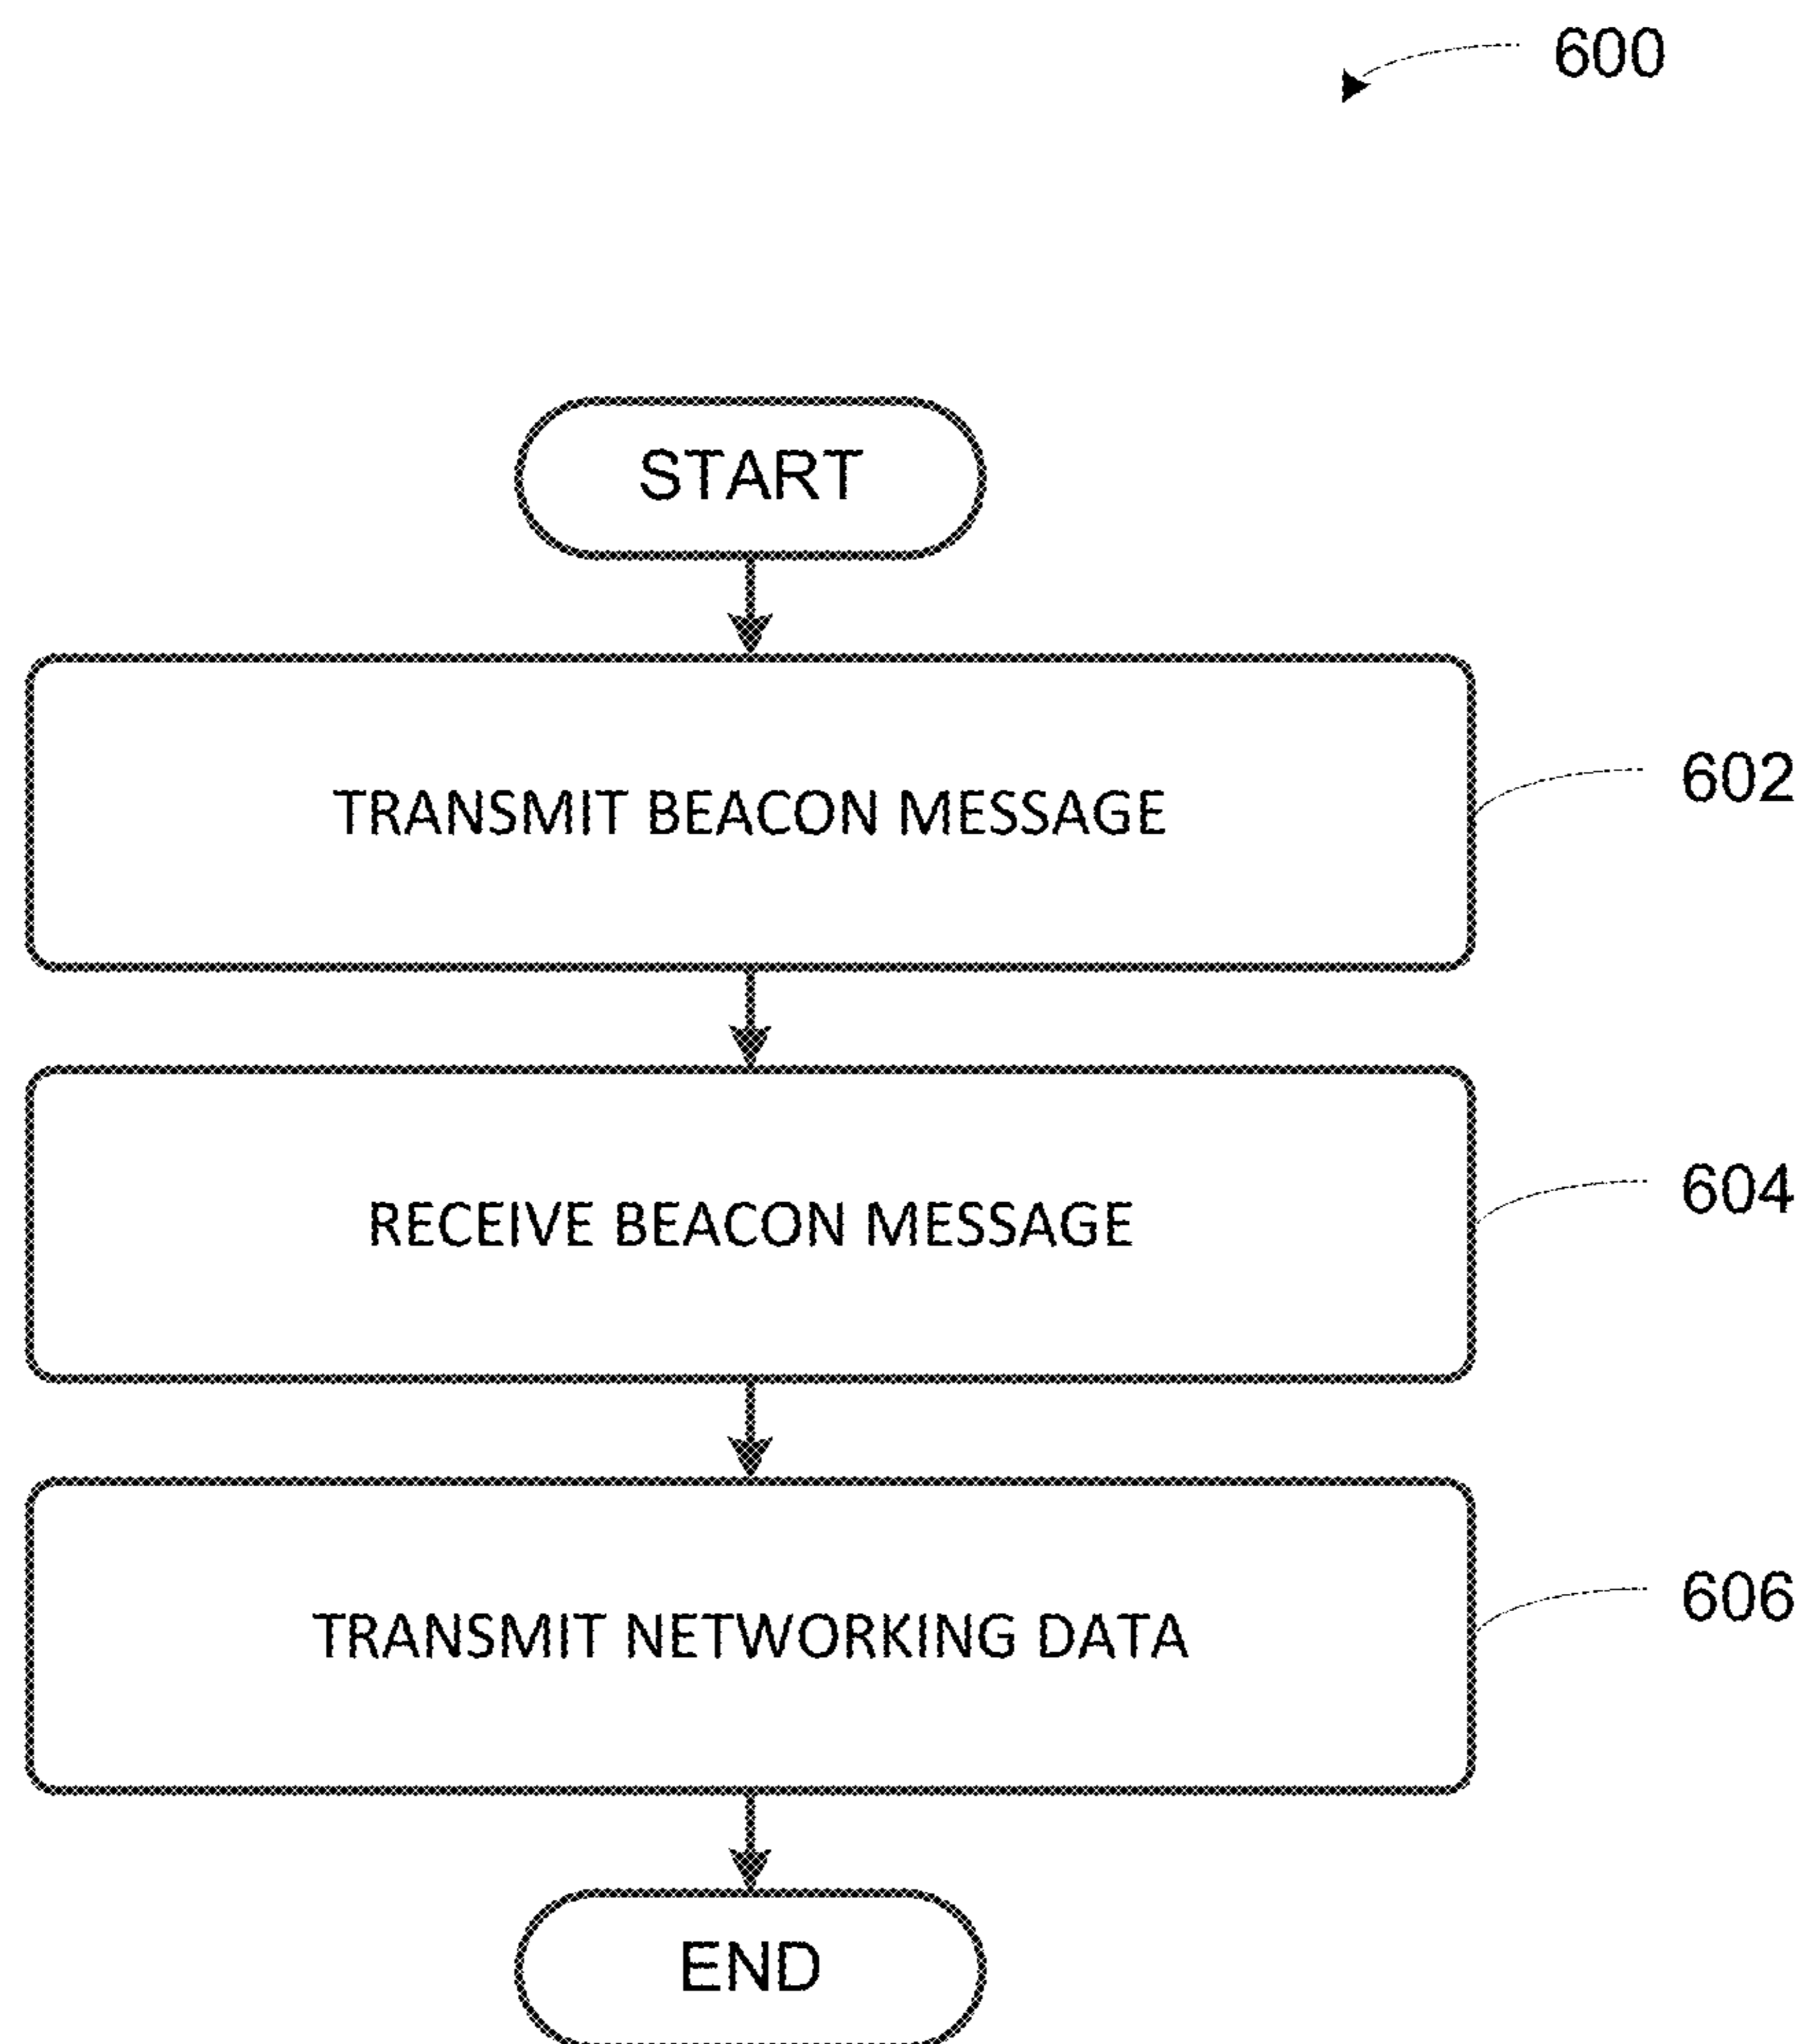 600
START
TRANSMIT BEACON MESSAGE
602
RECEIVE BEACON MESSAGE
604
TRANSMIT NETWORKING DATA
606
END